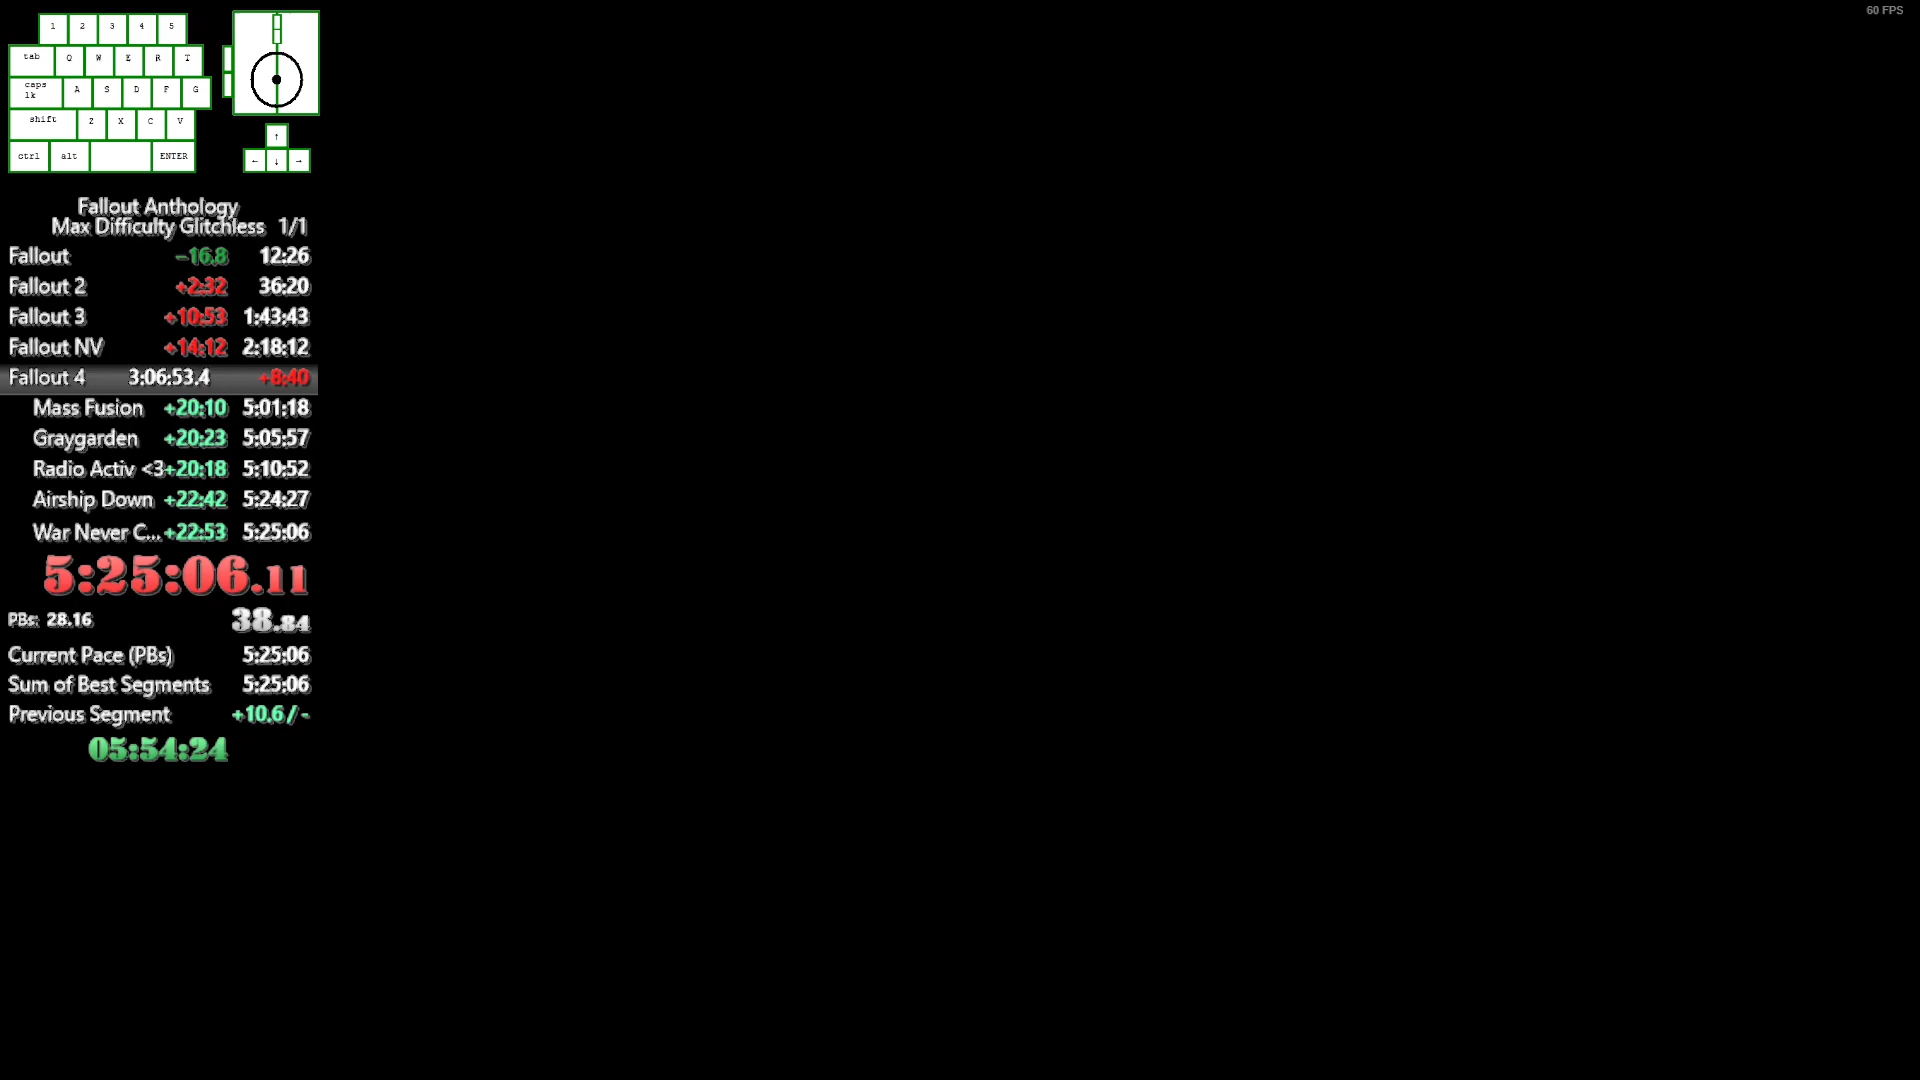 60 FPS
1 2 3 4 5
tab Q W E R T
caps
lk A S D F G
shift Z X C V
ctrl alt ENTER
↑
← ↓ →
Fallout Anthology
Max Difficulty Glitchless 1/1
Fallout −16.8 12:26
Fallout 2 +2:32 36:20
Fallout 3 +10:53 1:43:43
Fallout NV +14:12 2:18:12
Fallout 4 3:06:53.4 +8:40
Mass Fusion +20:10 5:01:18
Graygarden +20:23 5:05:57
Radio Activ <3 +20:18 5:10:52
Airship Down +22:42 5:24:27
War Never C... +22:53 5:25:06
5:25:06.11
PBs: 28.16 38.84
Current Pace (PBs) 5:25:06
Sum of Best Segments 5:25:06
Previous Segment +10.6 / -
05:54:24